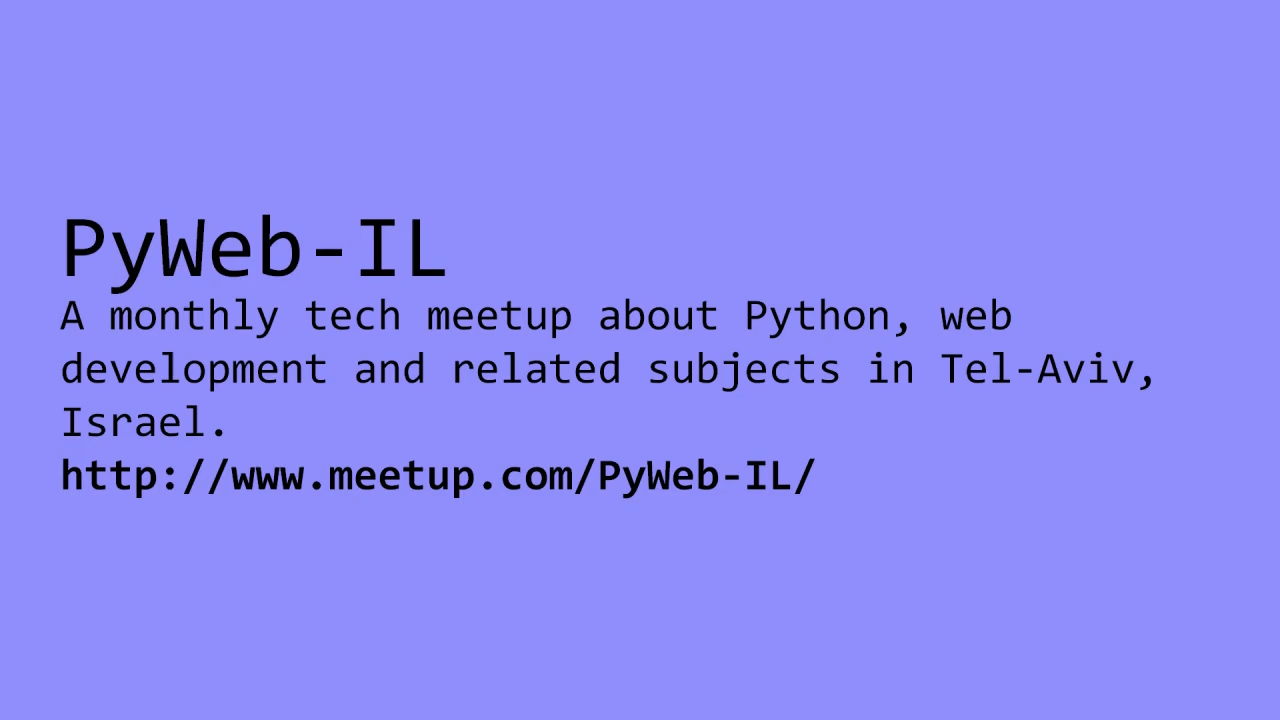 PyWeb-IL
A monthly tech meetup about Python, web
development and related subjects in Tel-Aviv,
Israel.
http://www.meetup.com/PyWeb-IL/